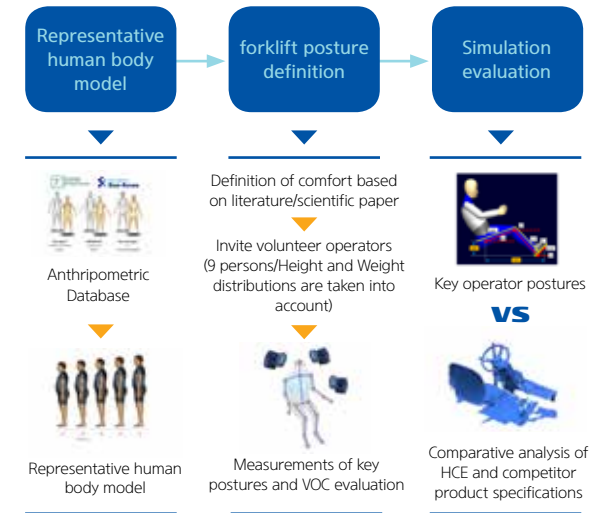 Representative
human body
model
forklift posture
definition
Simulation
evaluation
Anthripometric
Database
Representative human
body model
Definition of comfort based
on literature/scientific paper
Invite volunteer operators
(9 persons/Height and Weight
distributions are taken into
account)
Measurements of key
postures and VOC evaluation
Key operator postures
VS
Comparative analysis of
HCE and competitor
product specifications